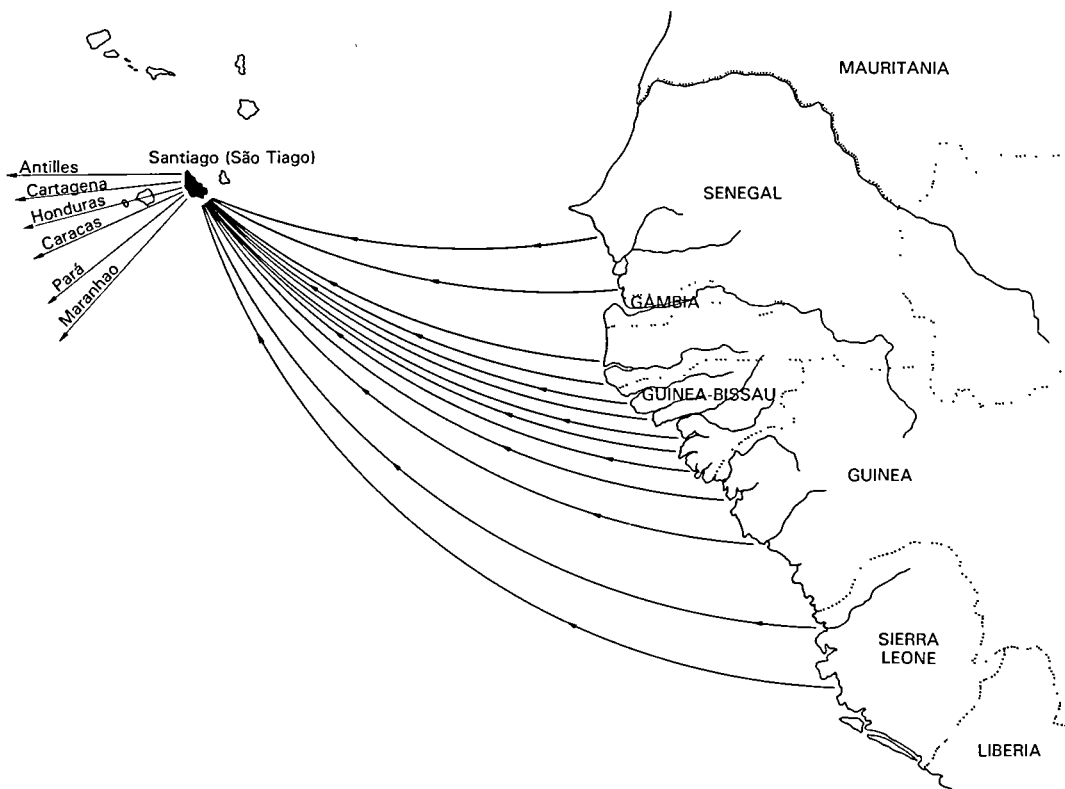 MAURITANIA
Santiago (São Tiago)
Antilles
Cartagena
Honduras
Caracas
Pará
Maranhao
SENEGAL
GAMBIA
GUINEA-BISSAU
GUINEA
SIERRA
LEONE
LIBERIA